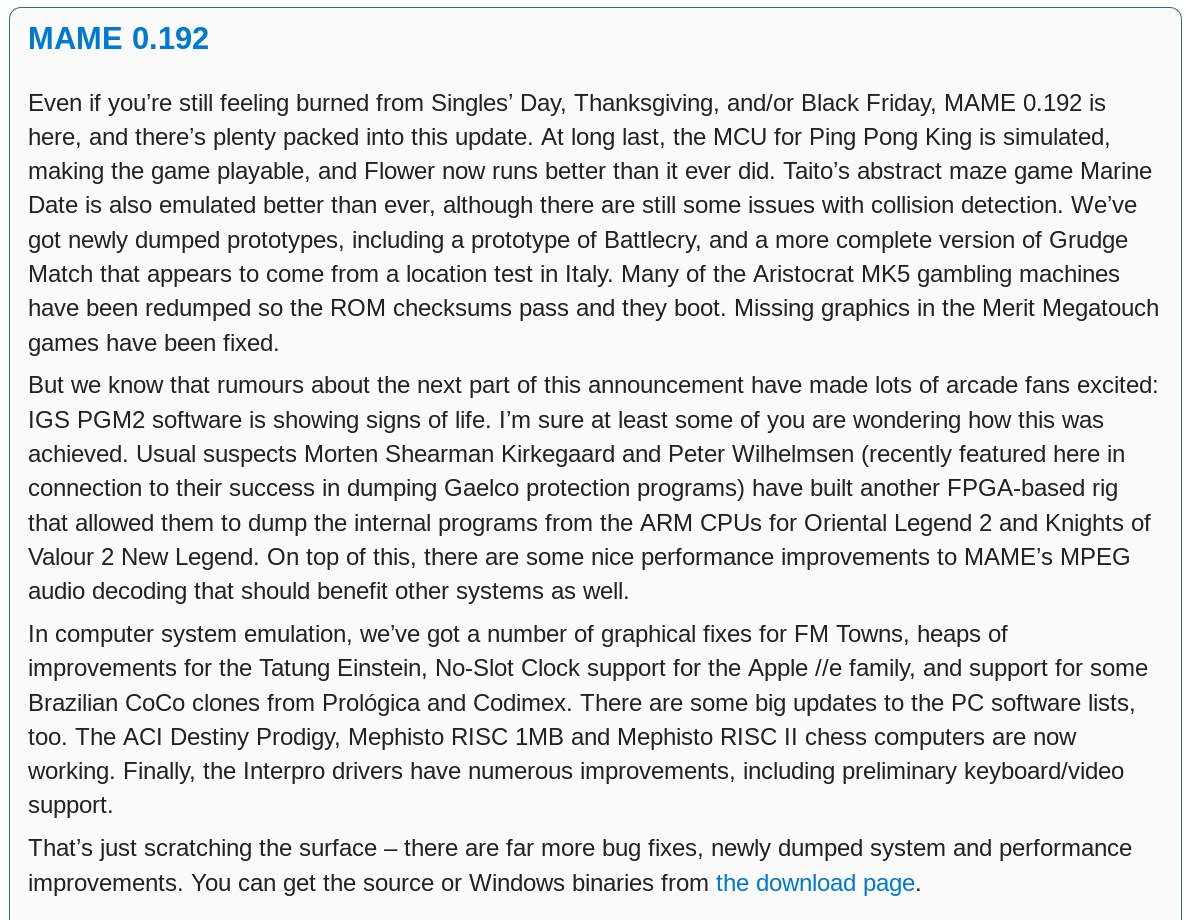 MAME 0.192
Even if you’re still feeling burned from Singles’ Day, Thanksgiving, and/or Black Friday, MAME 0.192 is
here, and there’s plenty packed into this update. At long last, the MCU for Ping Pong King is simulated,
making the game playable, and Flower now runs better than it ever did. Taito’s abstract maze game Marine
Date is also emulated better than ever, although there are still some issues with collision detection. We’ve
got newly dumped prototypes, including a prototype of Battlecry, and a more complete version of Grudge
Match that appears to come from a location test in Italy. Many of the Aristocrat MK5 gambling machines
have been redumped so the ROM checksums pass and they boot. Missing graphics in the Merit Megatouch
games have been fixed.
But we know that rumours about the next part of this announcement have made lots of arcade fans excited:
IGS PGM2 software is showing signs of life. I’m sure at least some of you are wondering how this was
achieved. Usual suspects Morten Shearman Kirkegaard and Peter Wilhelmsen (recently featured here in
connection to their success in dumping Gaelco protection programs) have built another FPGA-based rig
that allowed them to dump the internal programs from the ARM CPUs for Oriental Legend 2 and Knights of
Valour 2 New Legend. On top of this, there are some nice performance improvements to MAME’s MPEG
audio decoding that should benefit other systems as well.
In computer system emulation, we’ve got a number of graphical fixes for FM Towns, heaps of
improvements for the Tatung Einstein, No-Slot Clock support for the Apple //e family, and support for some
Brazilian CoCo clones from Prológica and Codimex. There are some big updates to the PC software lists,
too. The ACI Destiny Prodigy, Mephisto RISC 1MB and Mephisto RISC II chess computers are now
working. Finally, the Interpro drivers have numerous improvements, including preliminary keyboard/video
support.
That’s just scratching the surface – there are far more bug fixes, newly dumped system and performance
improvements. You can get the source or Windows binaries from the download page.